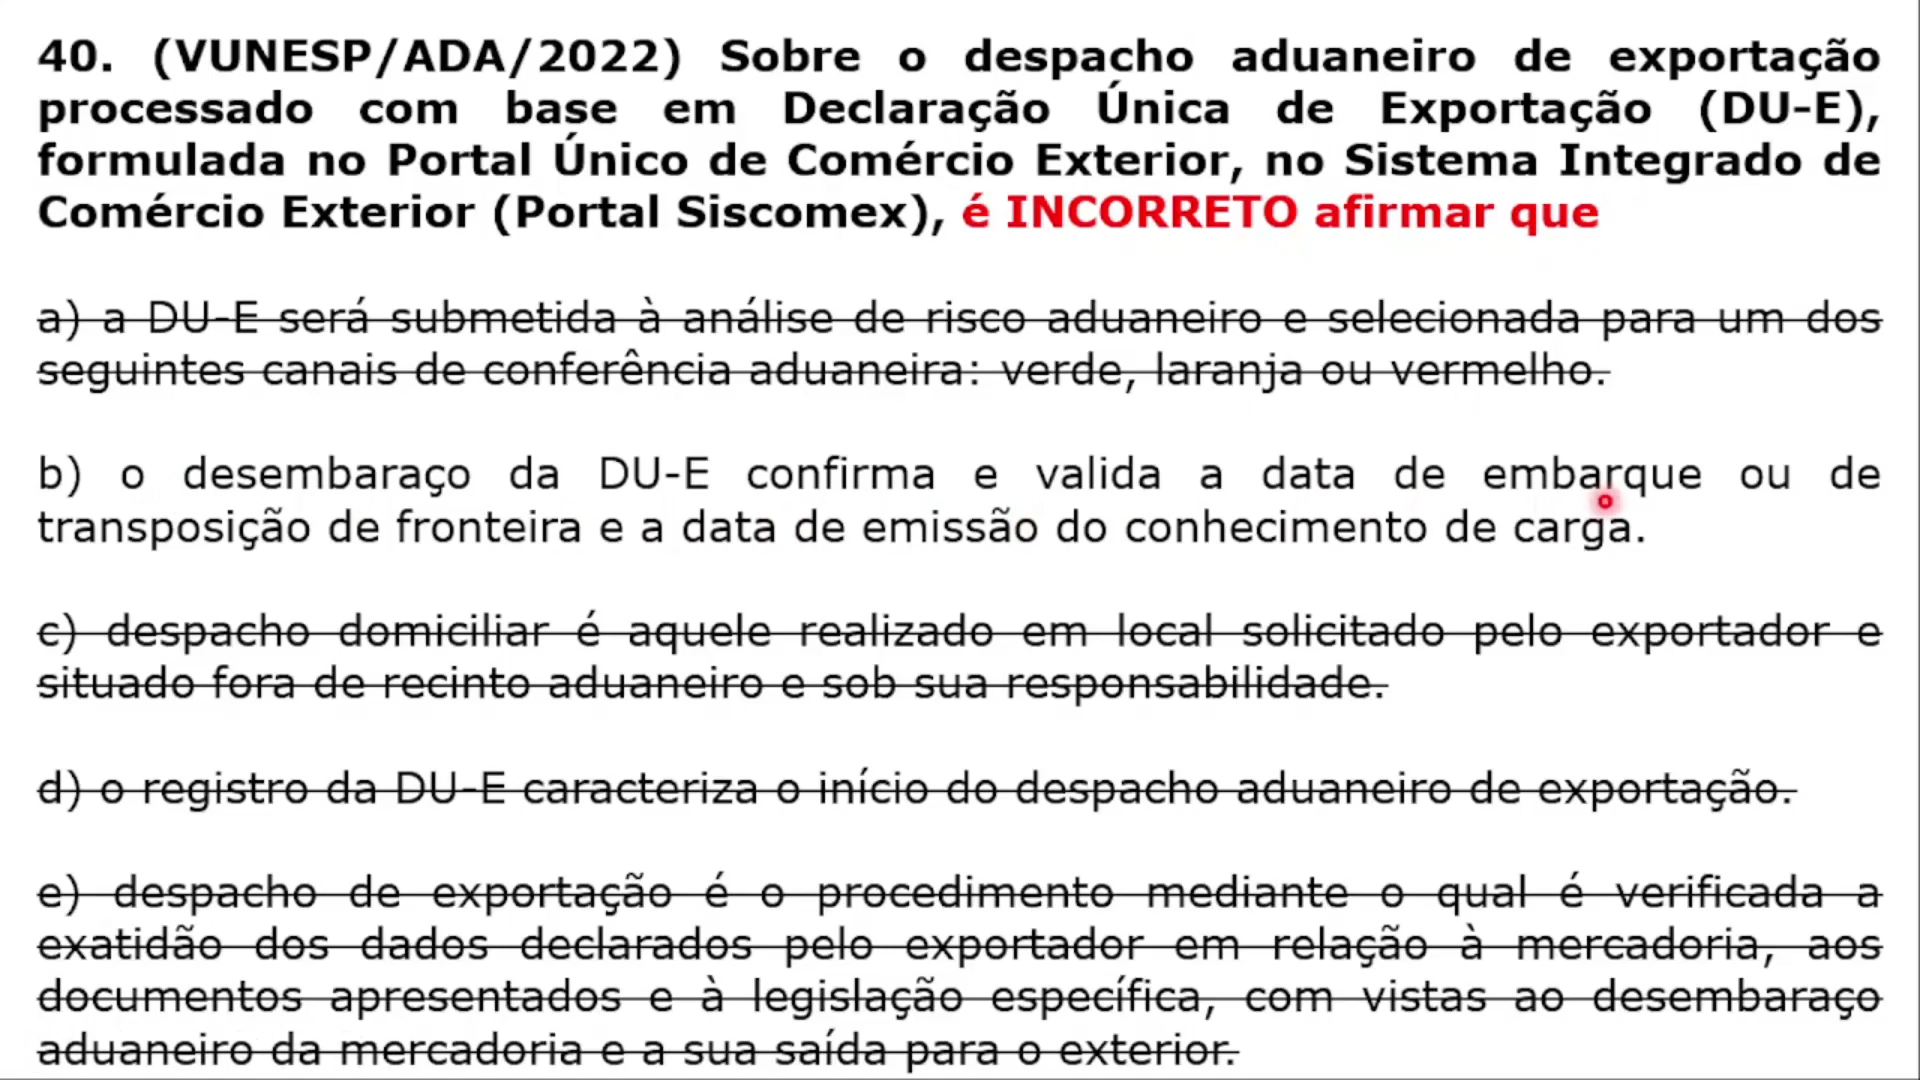 40. (VUNESP/ADA/2022) Sobre o despacho aduaneiro de exportação
processado com base em Declaração Única de Exportação (DU-E),
formulada no Portal Único de Comércio Exterior, no Sistema Integrado de
Comércio Exterior (Portal Siscomex), é INCORRETO afirmar que
a) a DU-E será submetida à análise de risco aduaneiro e selecionada para um dos
seguintes canais de conferência aduaneira: verde, laranja ou vermelho.
b) o desembaraço da DU-E confirma e valida a data de embarque ou de
transposição de fronteira e a data de emissão do conhecimento de carga.
c) despacho domiciliar é aquele realizado em local solicitado pelo exportador e
situado fora de recinto aduaneiro e sob sua responsabilidade.
d) o registro da DU-E caracteriza o início do despacho aduaneiro de exportação.
e) despacho de exportação é o procedimento mediante o qual é verificada a
exatidão dos dados declarados pelo exportador em relação à mercadoria, aos
documentos apresentados e à legislação específica, com vistas ao desembaraço
aduaneiro da mercadoria e a sua saída para o exterior.